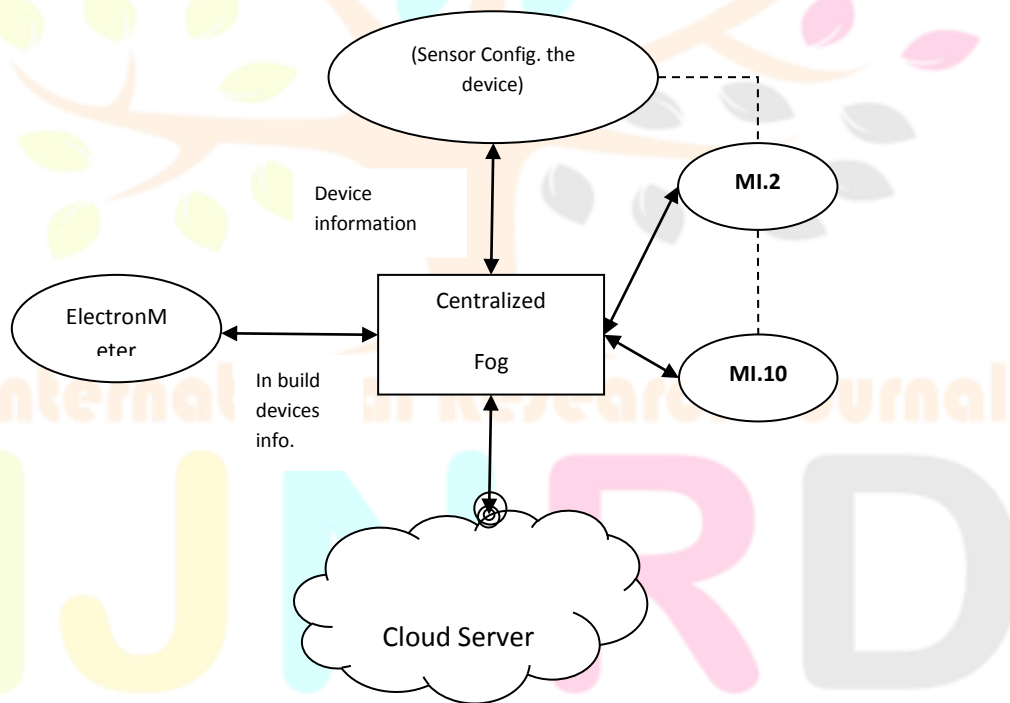 (Sensor Config. the
device)
MI.2
Device
information
Centralized
Fog
ElectronM
eter
MI.10
In build
devices
info.
Cloud Server
IJNRD